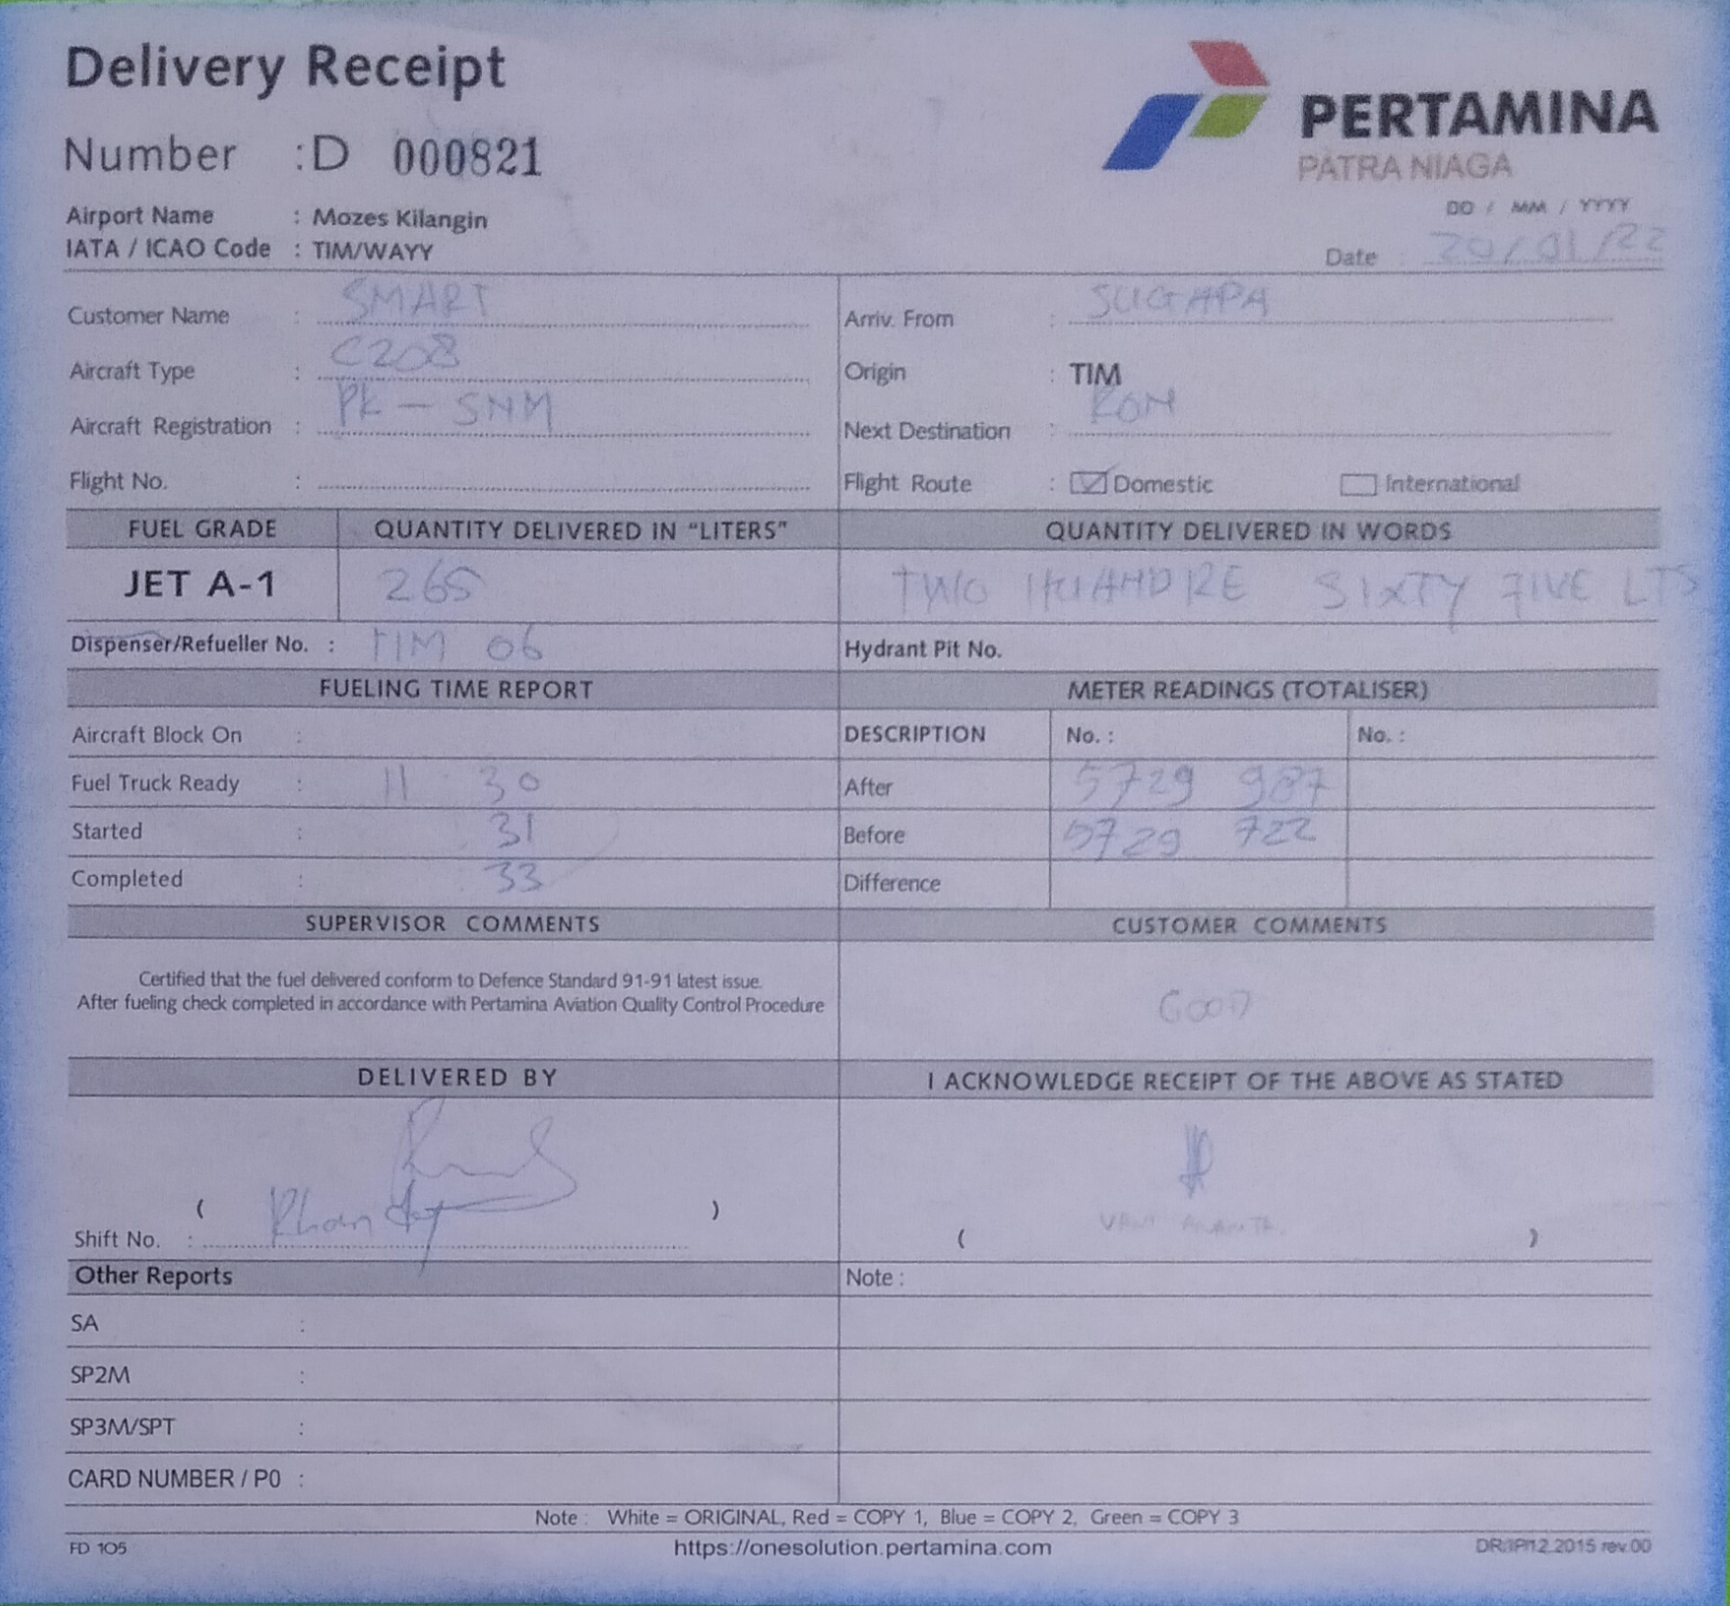 Delivery Receipt
Number :D 000821
PERTAMINA
PATRA NIAGA
Airport Name : Mozes Kilangin
IATA / ICAO Code : TIM/WAYY
DD / MM / YYYY
Date : 20/01/22
Customer Name : SMART
Arriv. From : SUGAPA
Aircraft Type : C208
Origin : TIM
Aircraft Registration : PK - SNM
Next Destination :
Flight No. :
Flight Route : Domestic International
FUEL GRADE QUANTITY DELIVERED IN "LITERS" QUANTITY DELIVERED IN WORDS
JET A-1 265 TWO SIXTY FIVE LTS
Dispenser/Refueller No. : TIM 06 Hydrant Pit No.
FUELING TIME REPORT METER READINGS (TOTALISER)
Aircraft Block On : DESCRIPTION No. : No. :
Fuel Truck Ready : 11 30 After 5729 987
Started : 31 Before 5729 722
Completed : 33 Difference
SUPERVISOR COMMENTS CUSTOMER COMMENTS
Certified that the fuel delivered conform to Defence Standard 91-91 latest issue.
After fueling check completed in accordance with Pertamina Aviation Quality Control Procedure
GOOD
DELIVERED BY I ACKNOWLEDGE RECEIPT OF THE ABOVE AS STATED
( )
Shift No. :
( )
Other Reports Note :
SA :
SP2M :
SP3M/SPT :
CARD NUMBER / P0 :
Note : White = ORIGINAL, Red = COPY 1, Blue = COPY 2, Green = COPY 3
FD 105 https://onesolution.pertamina.com